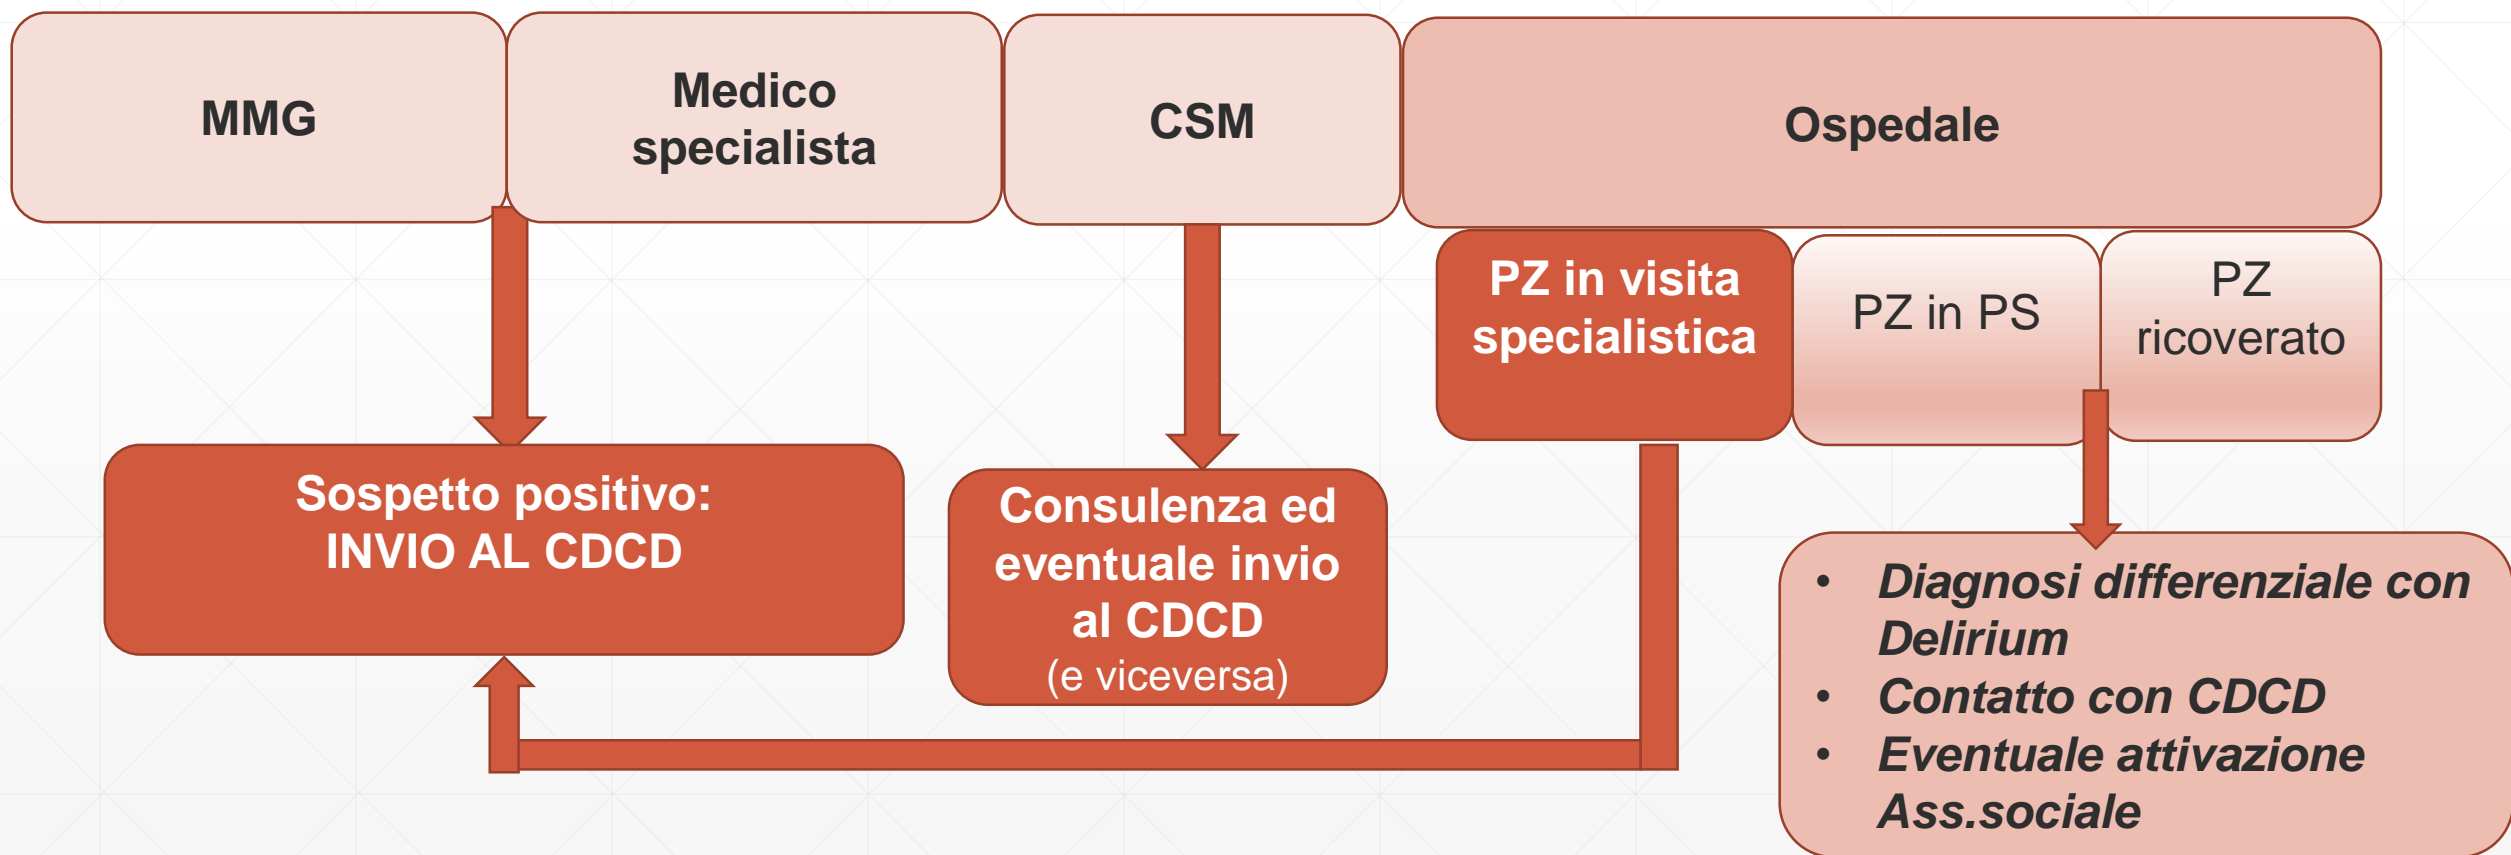 MMG
Medico
specialista
CSM
Ospedale
PZ in visita
specialistica
PZ in PS
PZ
ricoverato
Sospetto positivo:
INVIO AL CDCD
Consulenza ed
eventuale invio
al CDCD
(e viceversa)
• Diagnosi differenziale con
Delirium
• Contatto con CDCD
• Eventuale attivazione
Ass.sociale